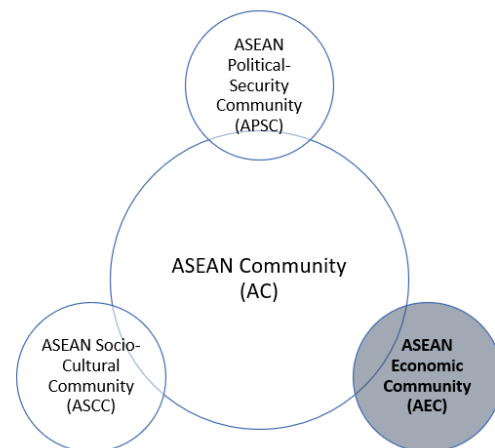 ASEAN
Political-
Security
Community
(APSC)
ASEAN Community
(AC)
ASEAN Socio-
Cultural
Community
(ASCC)
ASEAN
Economic
Community
(AEC)